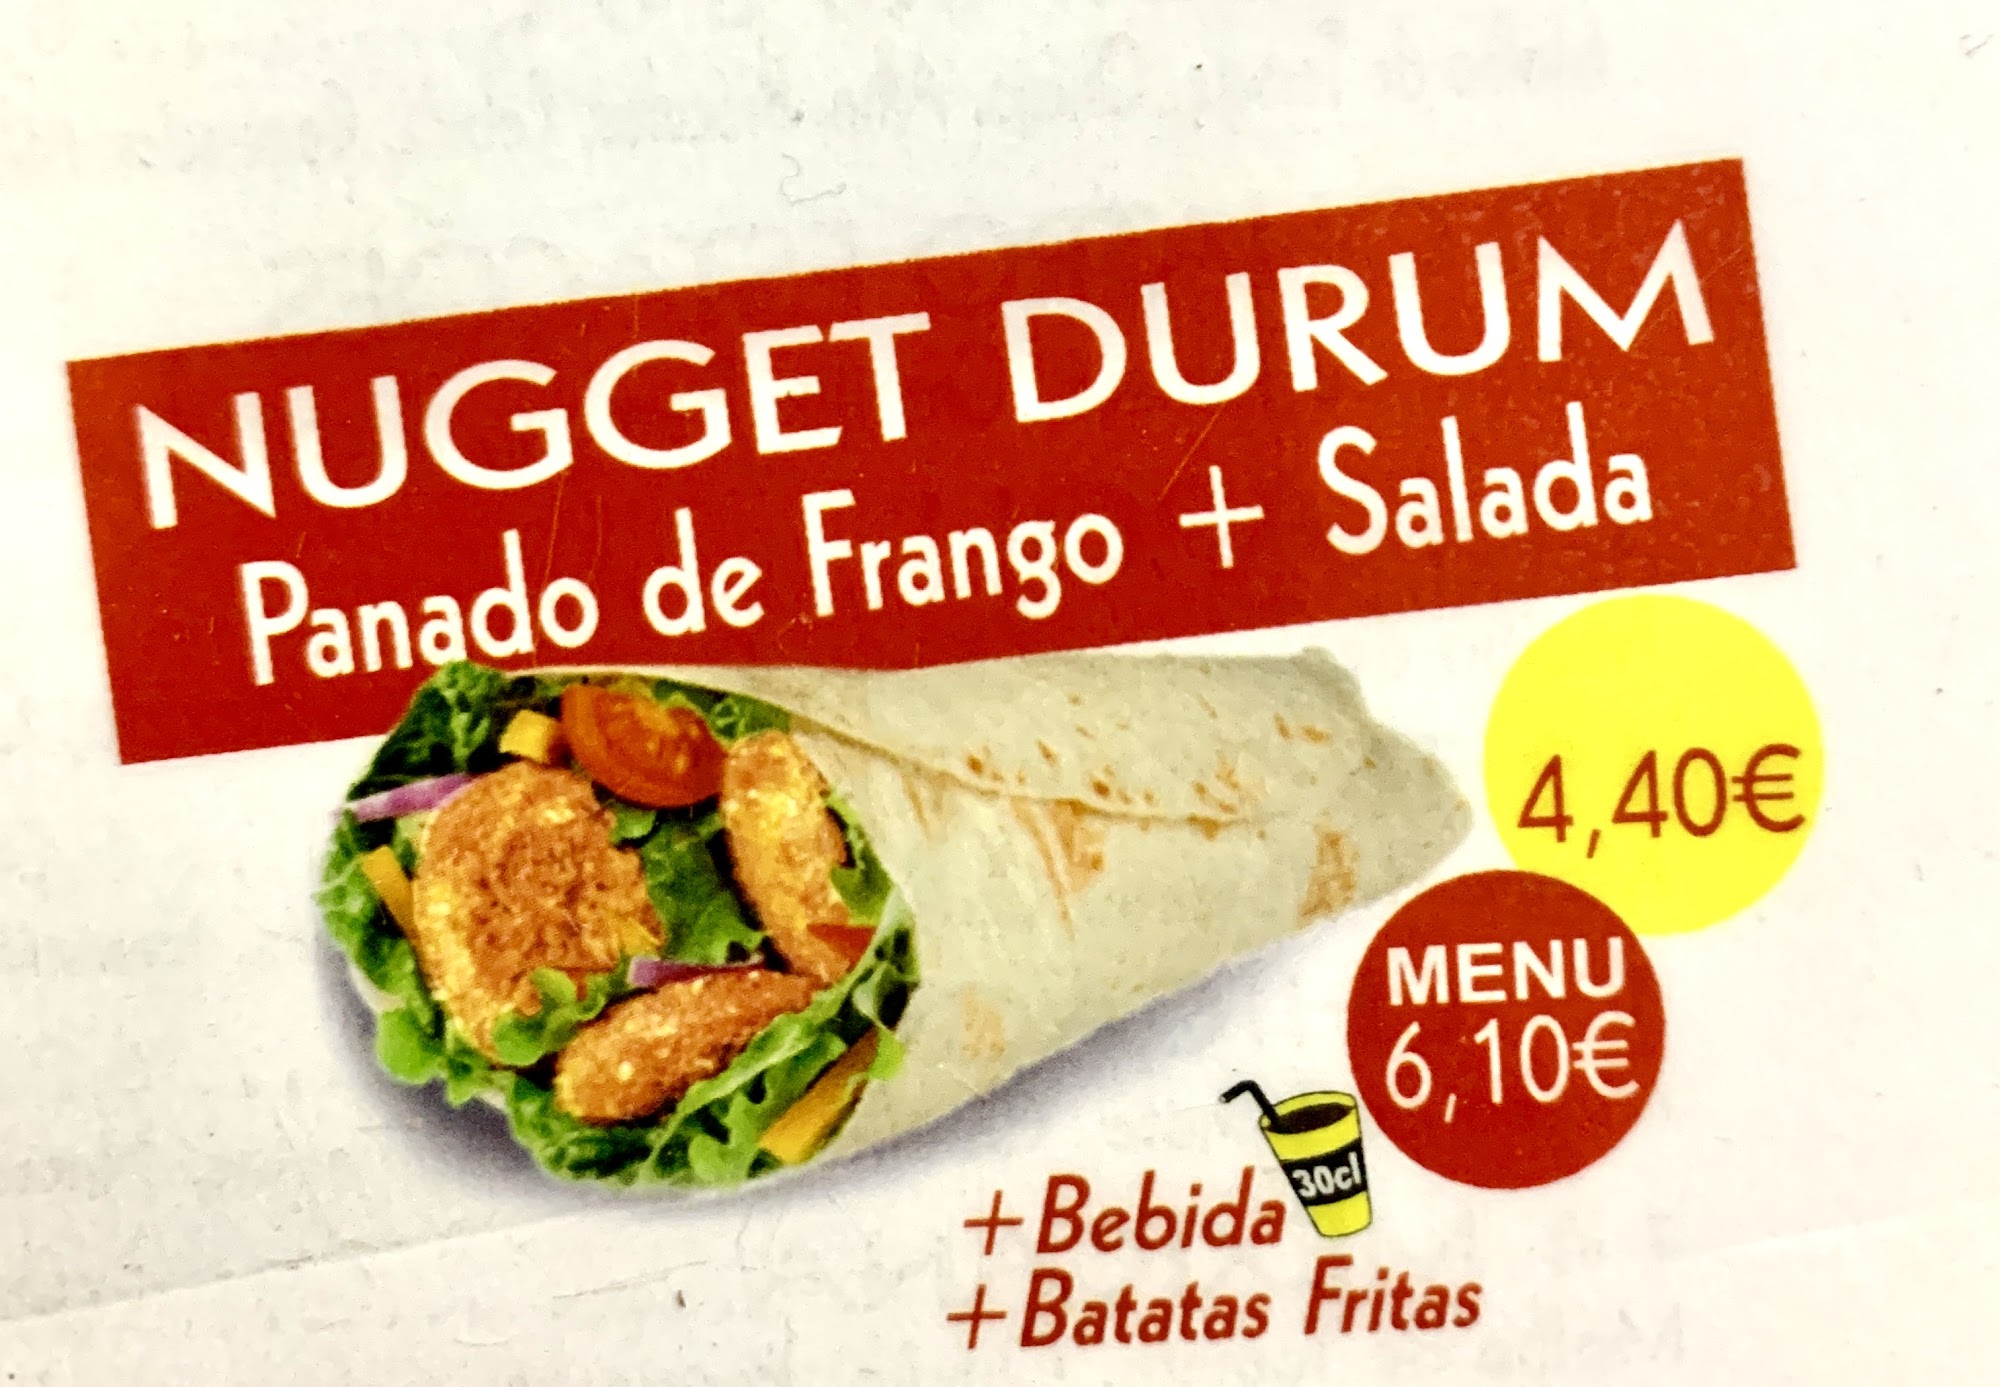 NUGGET DURUM
Panado de Frango + Salada
4,40€
MENU
6,10€
30cl
+Bebida
+Batatas Fritas